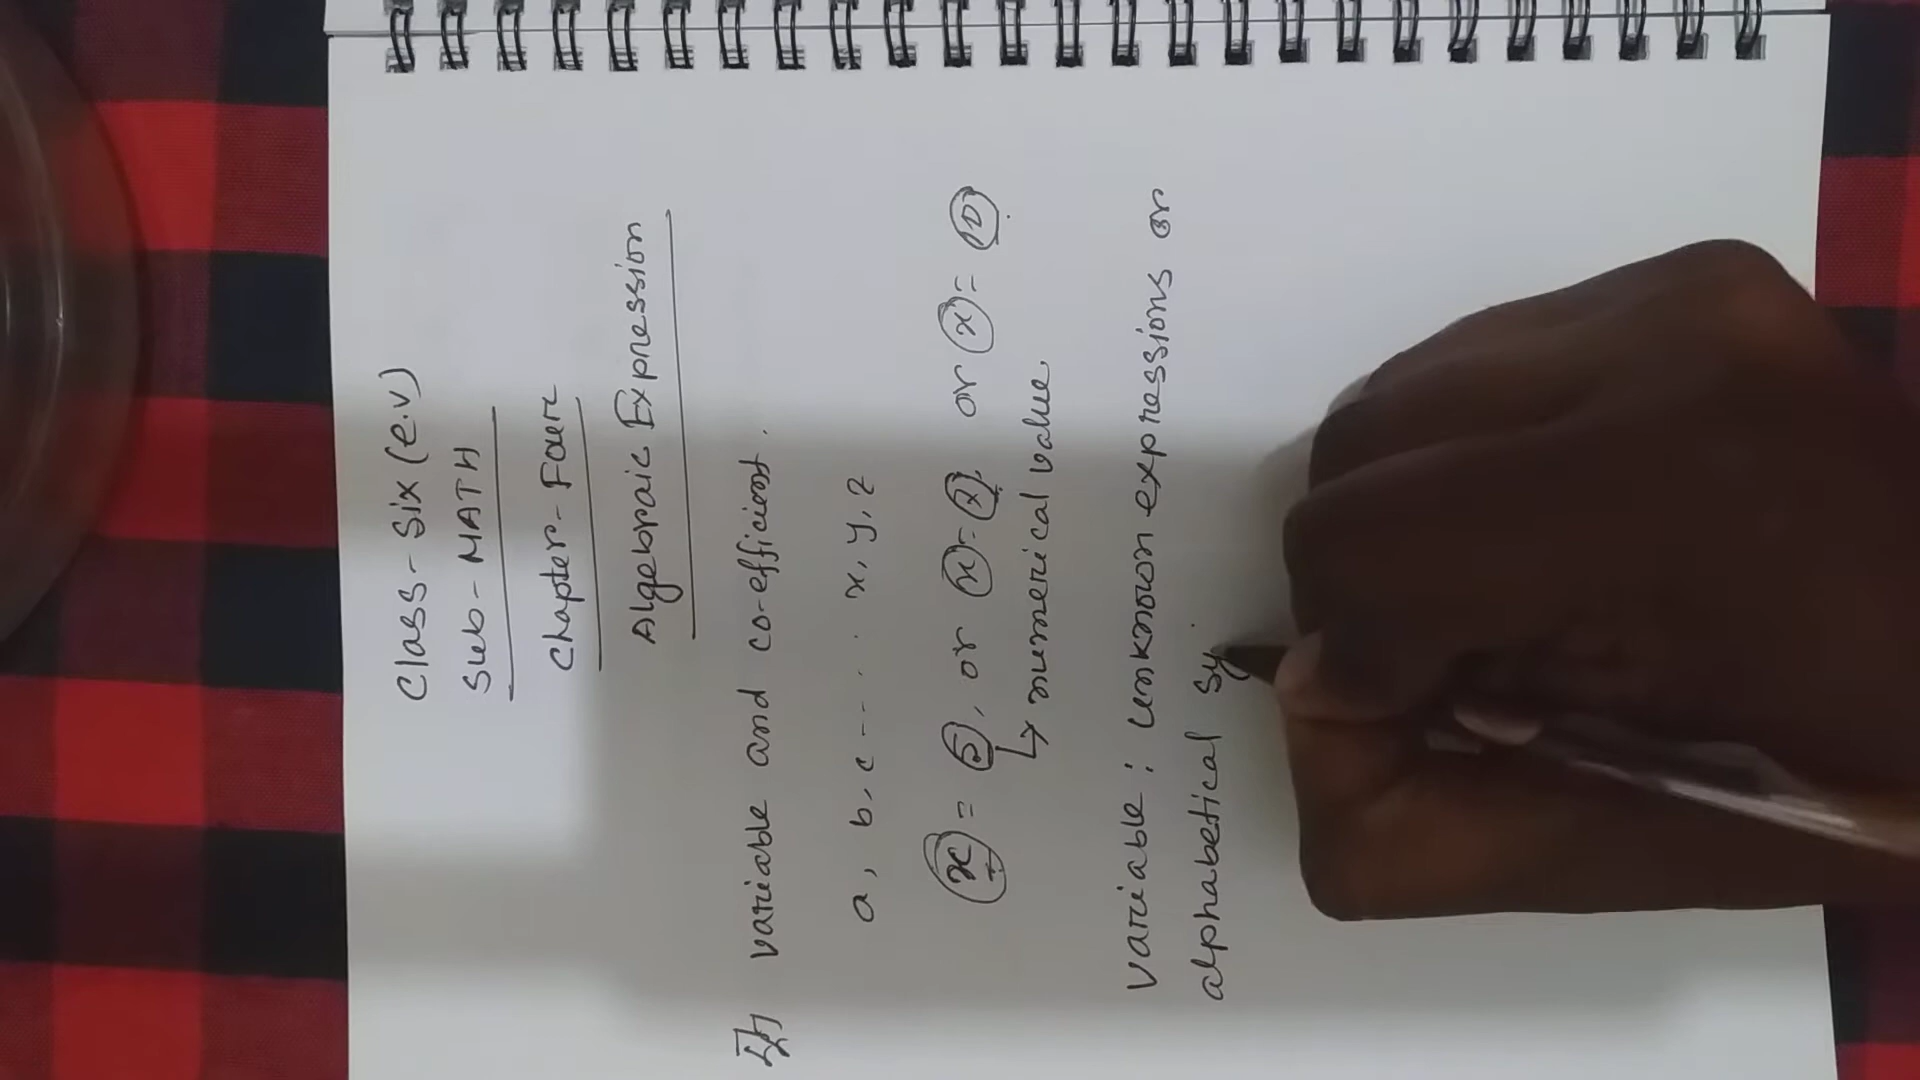 Class - Six (e.v)
Sub - MATH
Chapter - Four
Algebraic Expression
variable and co-efficient.
a, b, c - - . . x, y, z
x = 5, or x = or x = 10
↳ numerical value
Variable : unknown expressions or
alphabetical sy